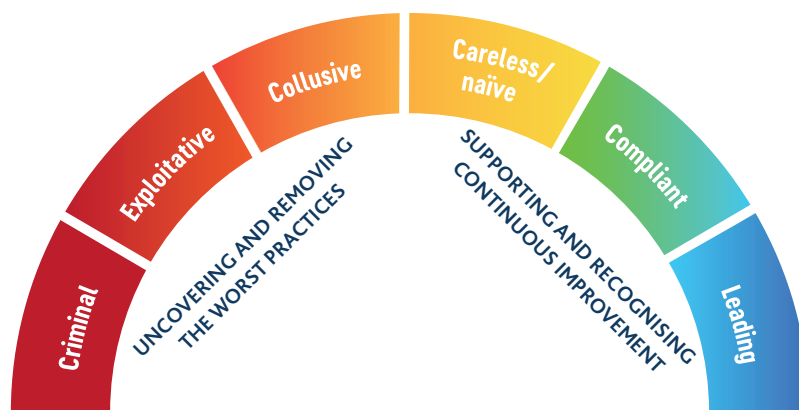 Criminal
Exploitative
Collusive
Careless/
naïve
Compliant
Leading
UNCOVERING AND REMOVING
THE WORST PRACTICES
SUPPORTING AND RECOGNISING
CONTINUOUS IMPROVEMENT